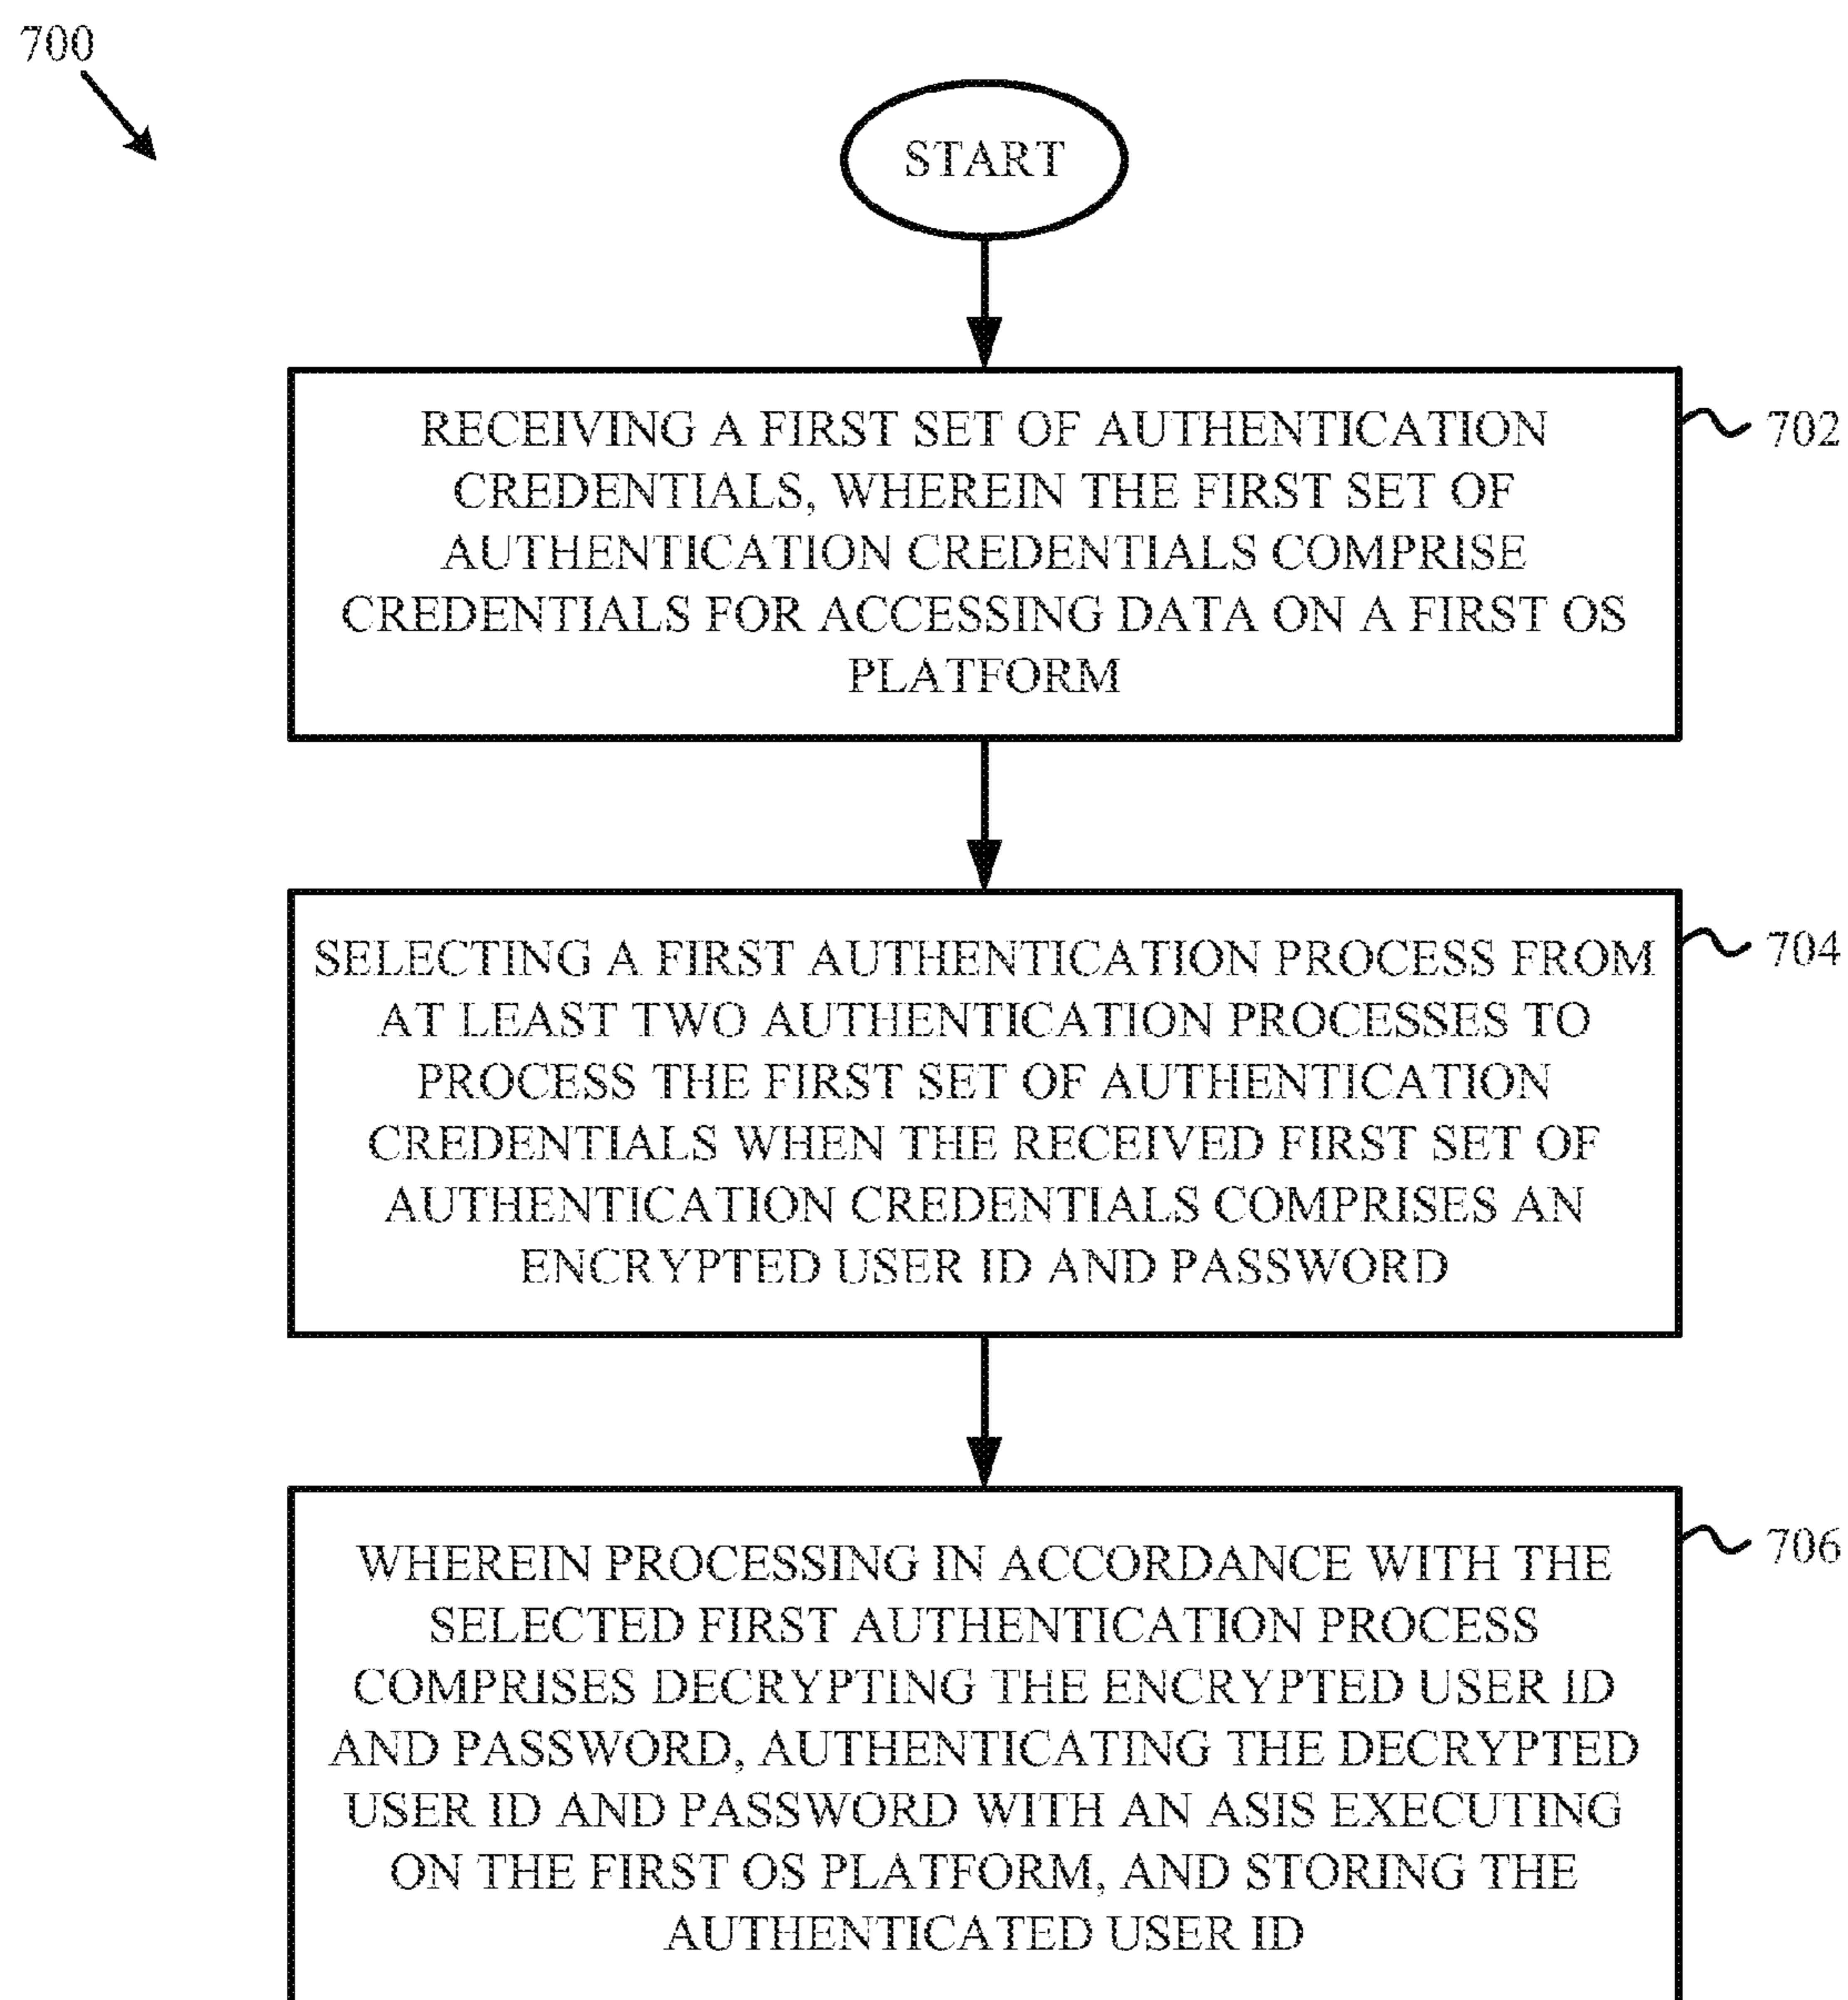 700
START
RECEIVING A FIRST SET OF AUTHENTICATION
CREDENTIALS, WHEREIN THE FIRST SET OF
AUTHENTICATION CREDENTIALS COMPRISE
CREDENTIALS FOR ACCESSING DATA ON A FIRST OS
PLATFORM
702
SELECTING A FIRST AUTHENTICATION PROCESS FROM
AT LEAST TWO AUTHENTICATION PROCESSES TO
PROCESS THE FIRST SET OF AUTHENTICATION
CREDENTIALS WHEN THE RECEIVED FIRST SET OF
AUTHENTICATION CREDENTIALS COMPRISES AN
ENCRYPTED USER ID AND PASSWORD
704
WHEREIN PROCESSING IN ACCORDANCE WITH THE
SELECTED FIRST AUTHENTICATION PROCESS
COMPRISES DECRYPTING THE ENCRYPTED USER ID
AND PASSWORD, AUTHENTICATING THE DECRYPTED
USER ID AND PASSWORD WITH AN ASIS EXECUTING
ON THE FIRST OS PLATFORM, AND STORING THE
AUTHENTICATED USER ID
706